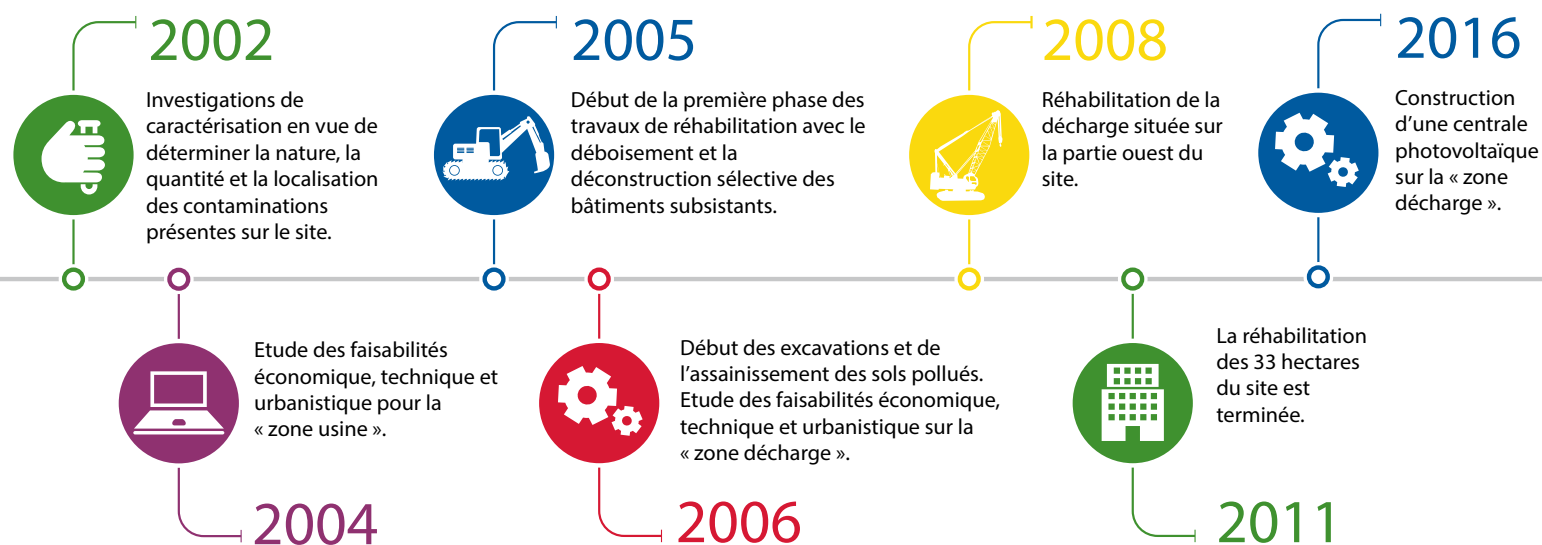 2002
Investigations de
caractérisation en vue de
déterminer la nature, la
quantité et la localisation
des contaminations
présentes sur le site.
2004
Etude des faisabilités
économique, technique et
urbanistique pour la
« zone usine ».
2005
Début de la première phase des
travaux de réhabilitation avec le
déboisement et la
déconstruction sélective des
bâtiments subsistants.
2006
Début des excavations et de
l’assainissement des sols pollués.
Etude des faisabilités économique,
technique et urbanistique sur la
« zone décharge ».
2008
Réhabilitation de la
décharge située sur
la partie ouest du
site.
2011
La réhabilitation
des 33 hectares
du site est
terminée.
2016
Construction
d’une centrale
photovoltaïque
sur la « zone
décharge ».